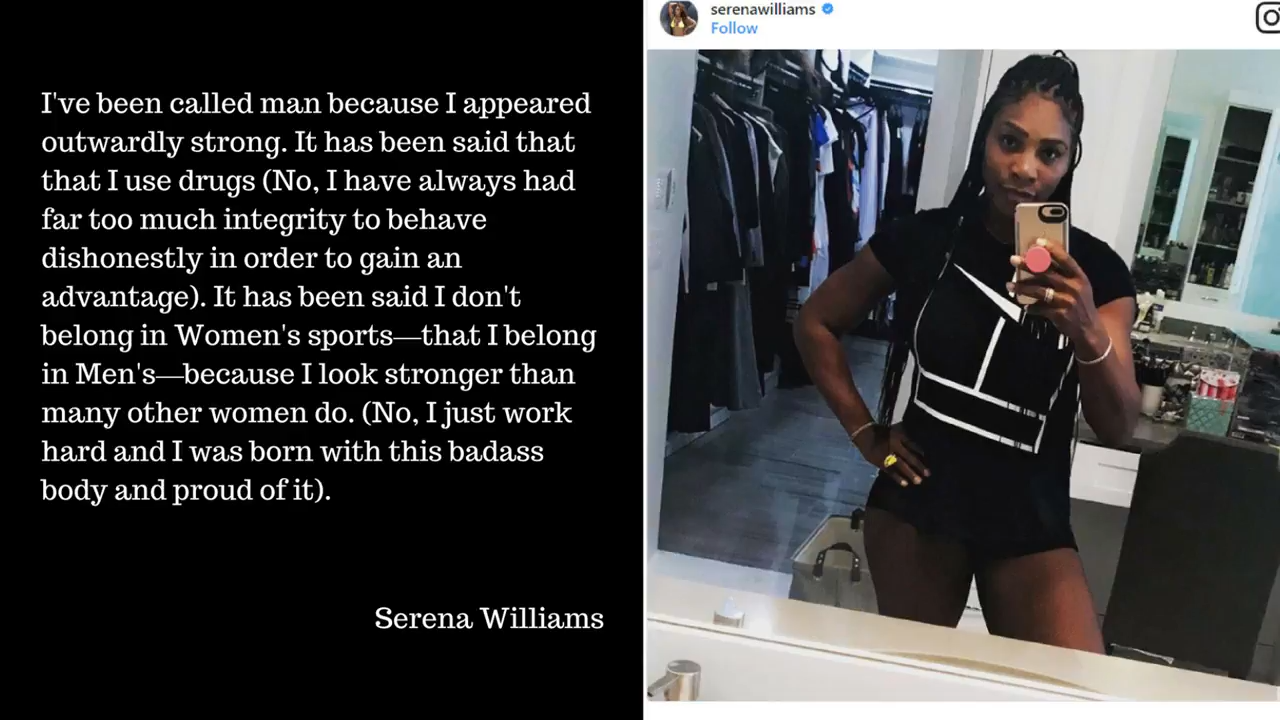 I've been called man because I appeared
outwardly strong. It has been said that
that I use drugs (No, I have always had
far too much integrity to behave
dishonestly in order to gain an
advantage). It has been said I don't
belong in Women's sports—that I belong
in Men's—because I look stronger than
many other women do. (No, I just work
hard and I was born with this badass
body and proud of it).
Serena Williams
serenawilliams
Follow